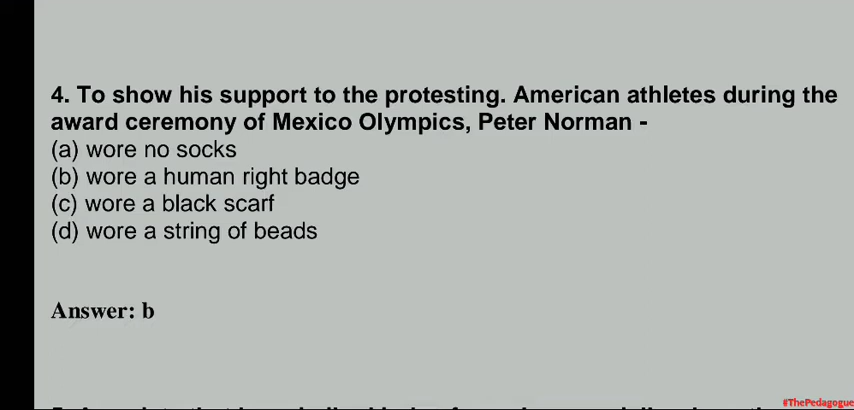 4. To show his support to the protesting. American athletes during the
award ceremony of Mexico Olympics, Peter Norman -
(a) wore no socks
(b) wore a human right badge
(c) wore a black scarf
(d) wore a string of beads
Answer: b
#ThePedagogue